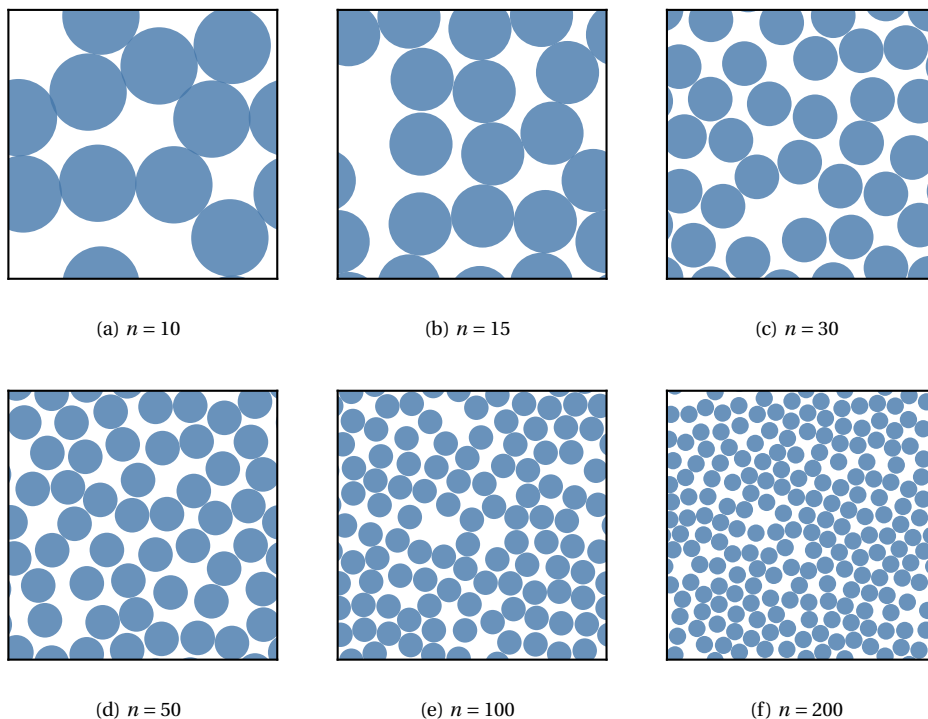 (a) n = 10
(b) n = 15
(c) n = 30
(d) n = 50
(e) n = 100
(f) n = 200